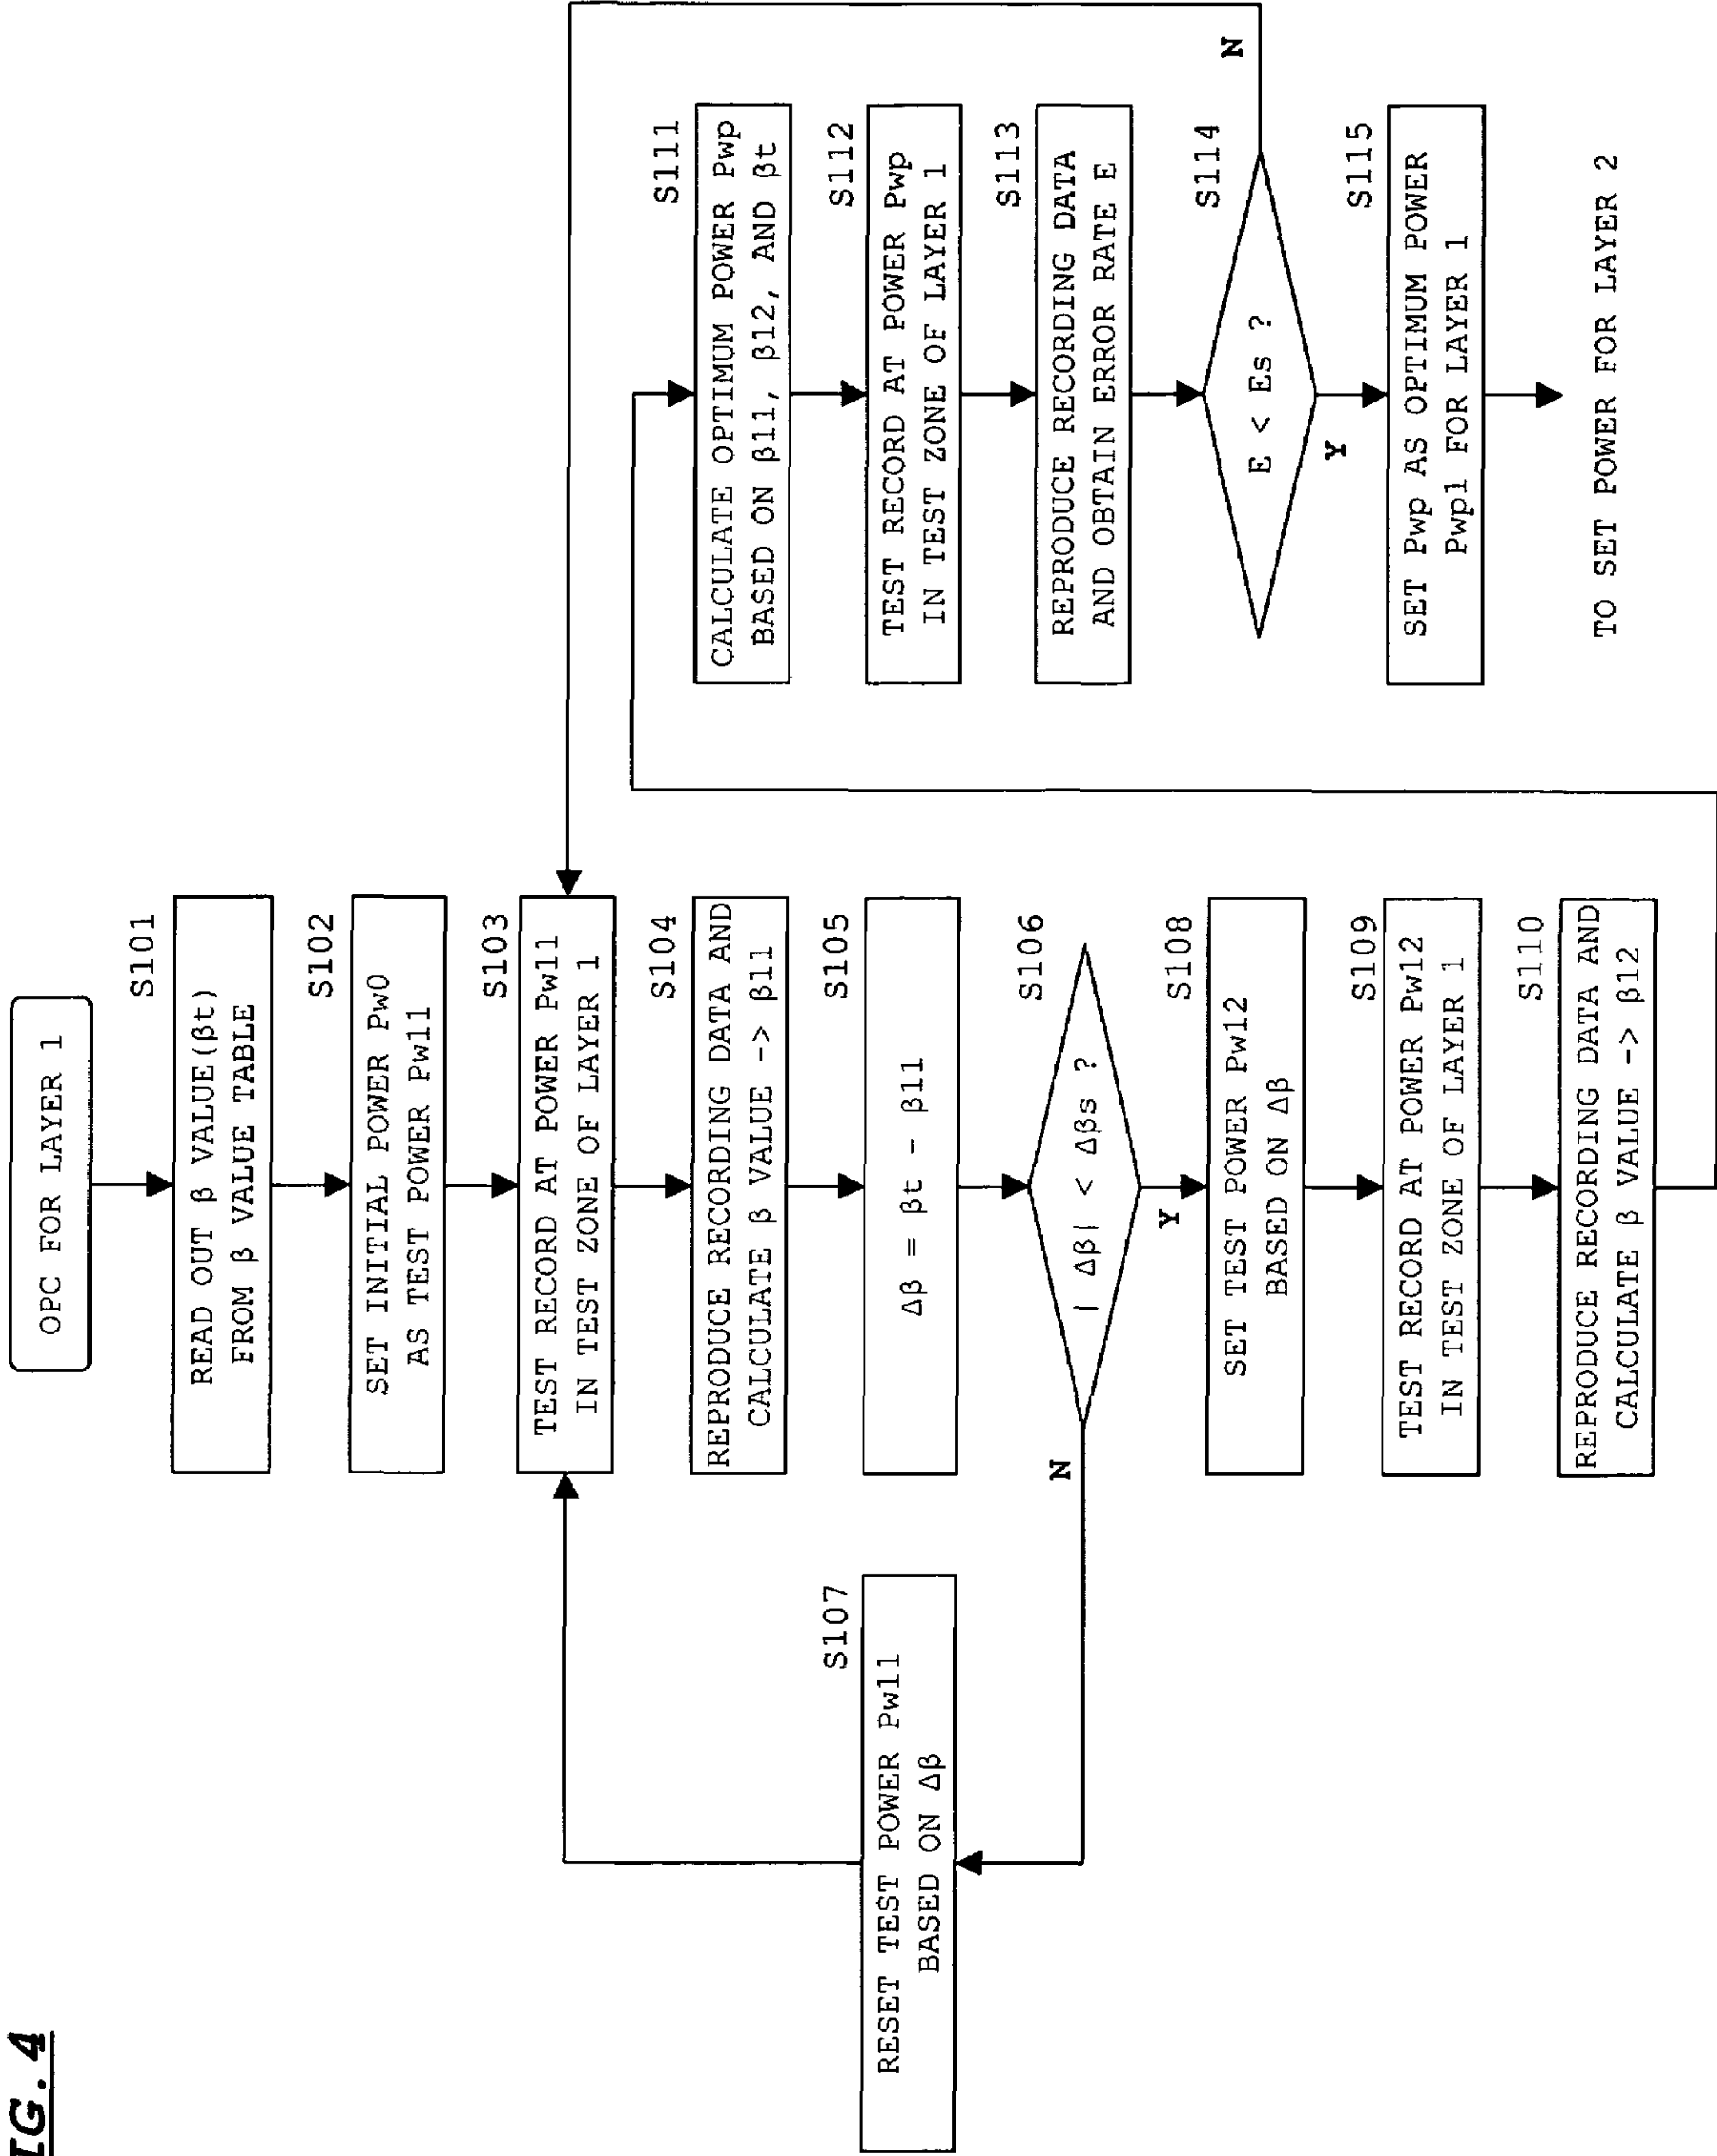 IG. 4
OPC FOR LAYER 1
S101
READ OUT β VALUE(βt)
FROM β VALUE TABLE
S102
SET INITIAL POWER Pw0
AS TEST POWER Pw11
S103
TEST RECORD AT POWER Pw11
IN TEST ZONE OF LAYER 1
S104
REPRODUCE RECORDING DATA AND
CALCULATE β VALUE -> β11
S105
Δβ = βt - β11
S106
| Δβ| < Δβs ?
N
Y
S107
RESET TEST POWER Pw11
BASED ON Δβ
S108
SET TEST POWER Pw12
BASED ON Δβ
S109
TEST RECORD AT POWER Pw12
IN TEST ZONE OF LAYER 1
S110
REPRODUCE RECORDING DATA AND
CALCULATE β VALUE -> β12
S111
CALCULATE OPTIMUM POWER Pwp
BASED ON β11, β12, AND βt
S112
TEST RECORD AT POWER Pwp
IN TEST ZONE OF LAYER 1
S113
REPRODUCE RECORDING DATA
AND OBTAIN ERROR RATE E
S114
E < Es ?
N
Y
S115
SET Pwp AS OPTIMUM POWER
Pwp1 FOR LAYER 1
TO SET POWER FOR LAYER 2